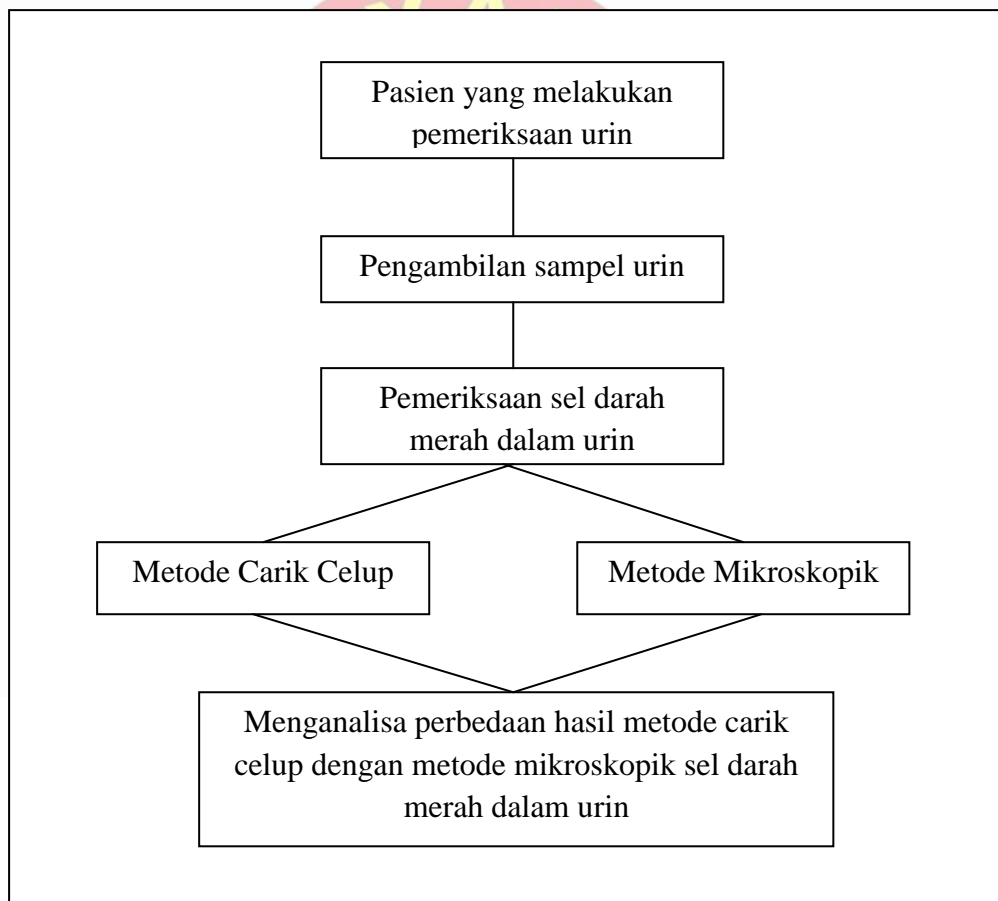 Pasien yang melakukan
pemeriksaan urin
Pengambilan sampel urin
Pemeriksaan sel darah
merah dalam urin
Metode Carik Celup
Metode Mikroskopik
Menganalisa perbedaan hasil metode carik
celup dengan metode mikroskopik sel darah
merah dalam urin